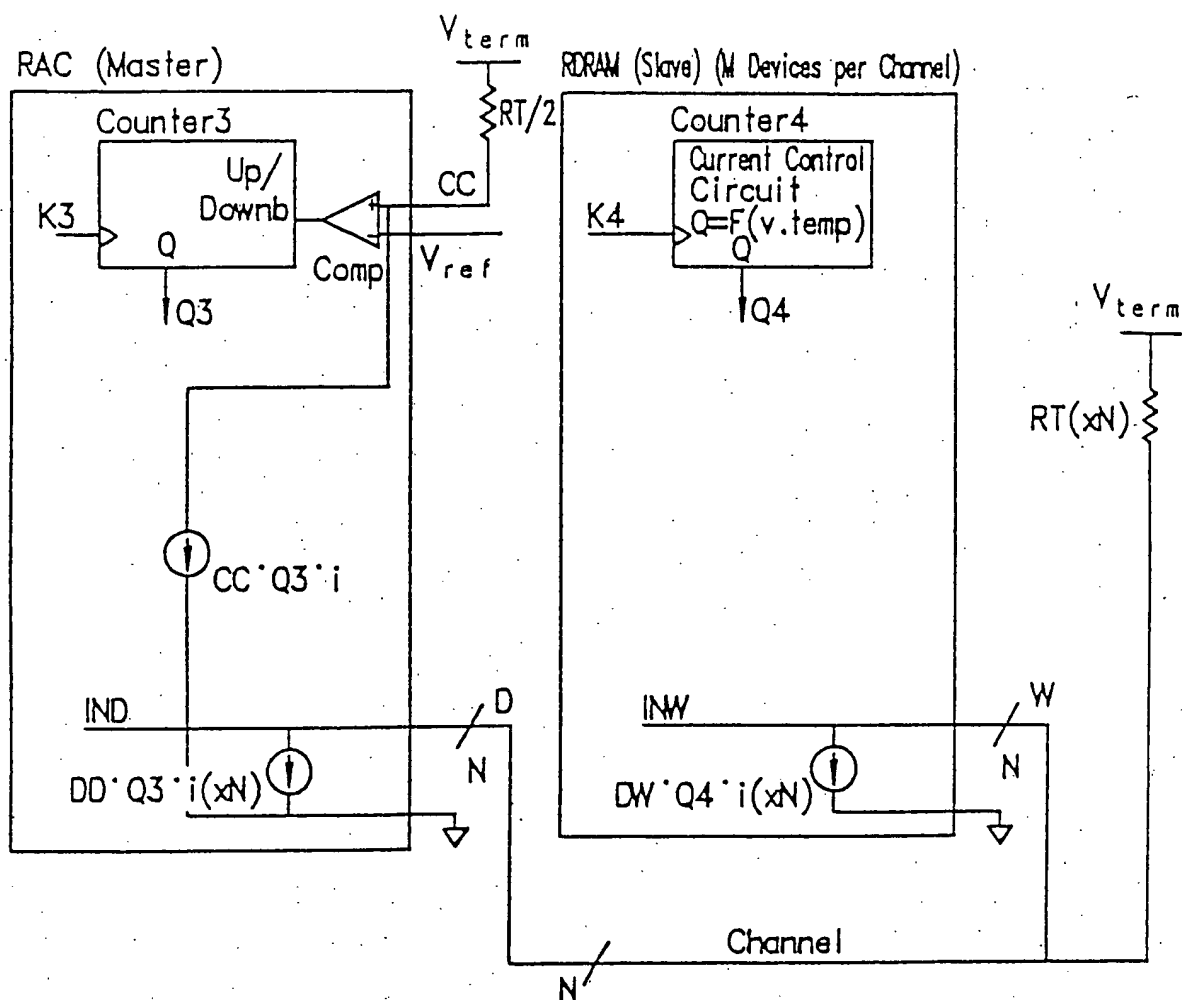 V term
RAC (Master)
RDRAM (Slave) (M Devices per Channel)
RT/2
Counter3
Up/
Downb
CC
K3
Q
Comp
V ref
Q3
Counter4
Current Control
Circuit
Q=F(v.temp)
K4
Q
Q4
V term
RT(xN)
CC·Q3·i
IND
D
N
DD·Q3·i(xN)
INW
W
N
DW·Q4·i(xN)
Channel
N